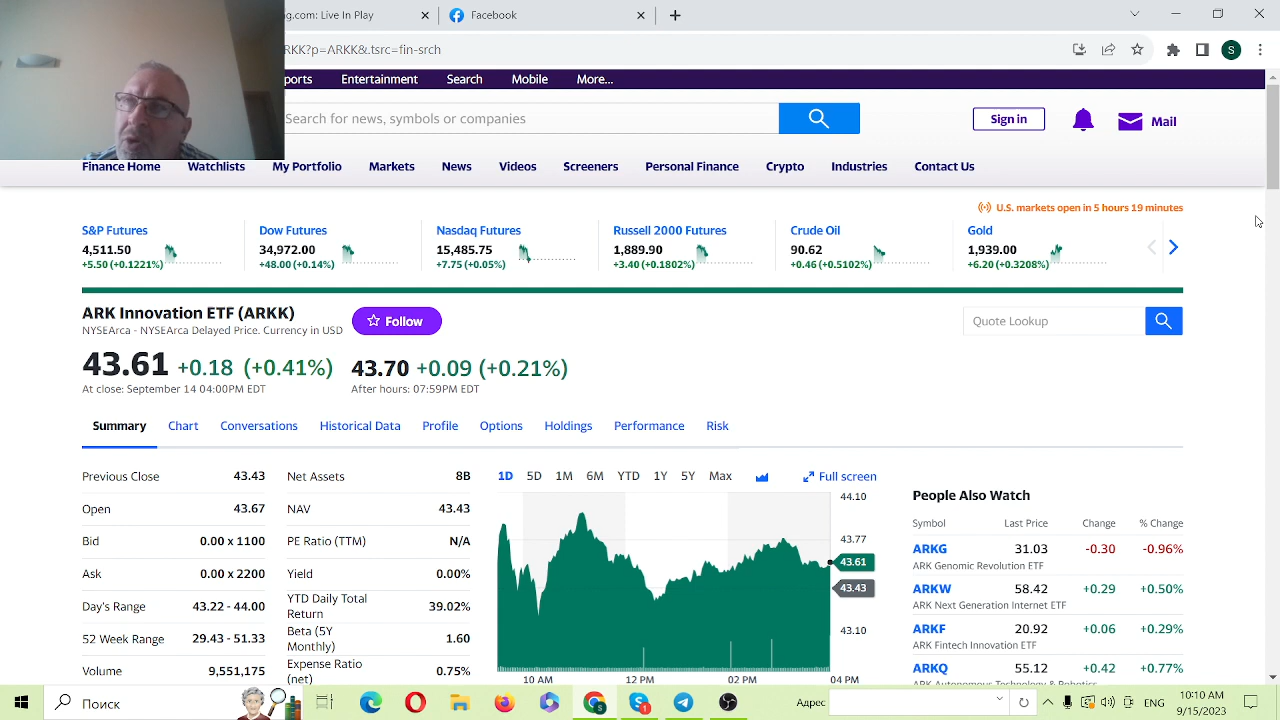 g.com: Live in Play
Facebook
RKK?p=ARKK&.tsrc=fin-srch
S
ports Entertainment Search Mobile More...
Search for news, symbols or companies
Sign in
Mail
Finance Home Watchlists My Portfolio Markets News Videos Screeners Personal Finance Crypto Industries Contact Us
U.S. markets open in 5 hours 19 minutes
S&P Futures Dow Futures Nasdaq Futures Russell 2000 Futures Crude Oil Gold
4,511.50 34,972.00 15,485.75 1,889.90 90.62 1,939.00
+5.50 (+0.1221%) +48.00 (+0.14%) +7.75 (+0.05%) +3.40 (+0.1802%) +0.46 (+0.5102%) +6.20 (+0.3208%)
ARK Innovation ETF (ARKK)
NYSEArca - NYSEArca Delayed Price. Currency in USD
Follow
Quote Lookup
43.61 +0.18 (+0.41%) 43.70 +0.09 (+0.21%)
At close: September 14 04:00PM EDT After hours: 07:59PM EDT
Summary Chart Conversations Historical Data Profile Options Holdings Performance Risk
Previous Close 43.43
Open 43.67
Bid 0.00 x 1100
Ask 0.00 x 2200
Day's Range 43.22 - 44.00
52 Week Range 29.43 - 51.33
Volume 9,551,175
Net Assets 8B
NAV 43.43
PE Ratio (TTM) N/A
Yield 0.00%
YTD Daily Total
Return 39.02%
Beta (5Y
Monthly) 1.60
Expense Ratio
(net) 0.75%
1D 5D 1M 6M YTD 1Y 5Y Max Full screen
44.10
43.77
43.61
43.43
43.10
10 AM 12 PM 02 PM 04 PM
People Also Watch
Symbol Last Price Change % Change
ARKG 31.03 -0.30 -0.96%
ARK Genomic Revolution ETF
ARKW 58.42 +0.29 +0.50%
ARK Next Generation Internet ETF
ARKF 20.92 +0.06 +0.29%
ARK Fintech Innovation ETF
ARKQ 55.12 +0.42 +0.77%
ARK Autonomous Technology & Robotics
Поиск
S
1
Адрес
10:10 AM
9/15/2023